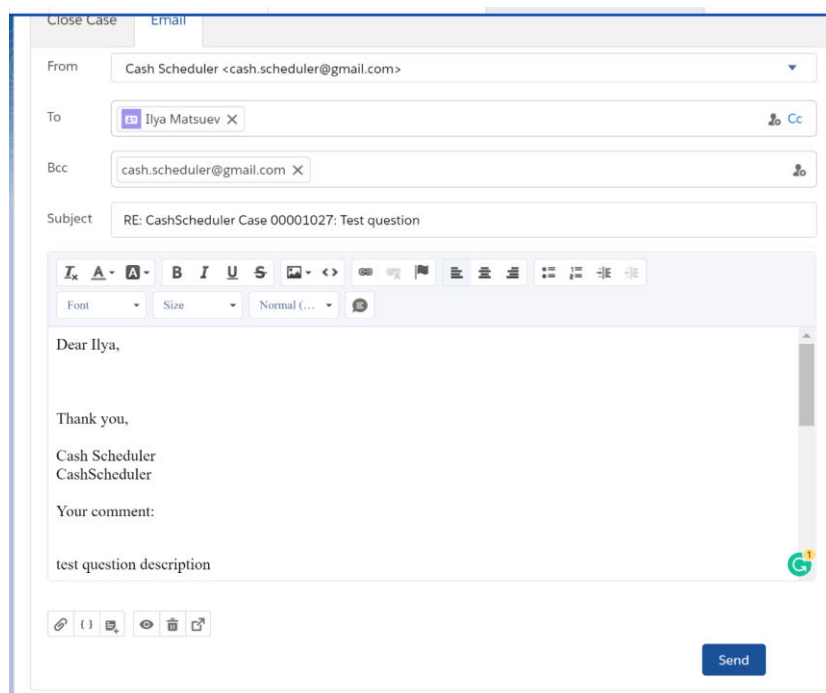 Close Case Email
From Cash Scheduler <cash.scheduler@gmail.com>
To Ilya Matsuev Cc
Bcc cash.scheduler@gmail.com
Subject RE: CashScheduler Case 00001027: Test question
B I U S
Font Size Normal (...
Dear Ilya,
Thank you,
Cash Scheduler
CashScheduler
Your comment:
test question description
1
Send